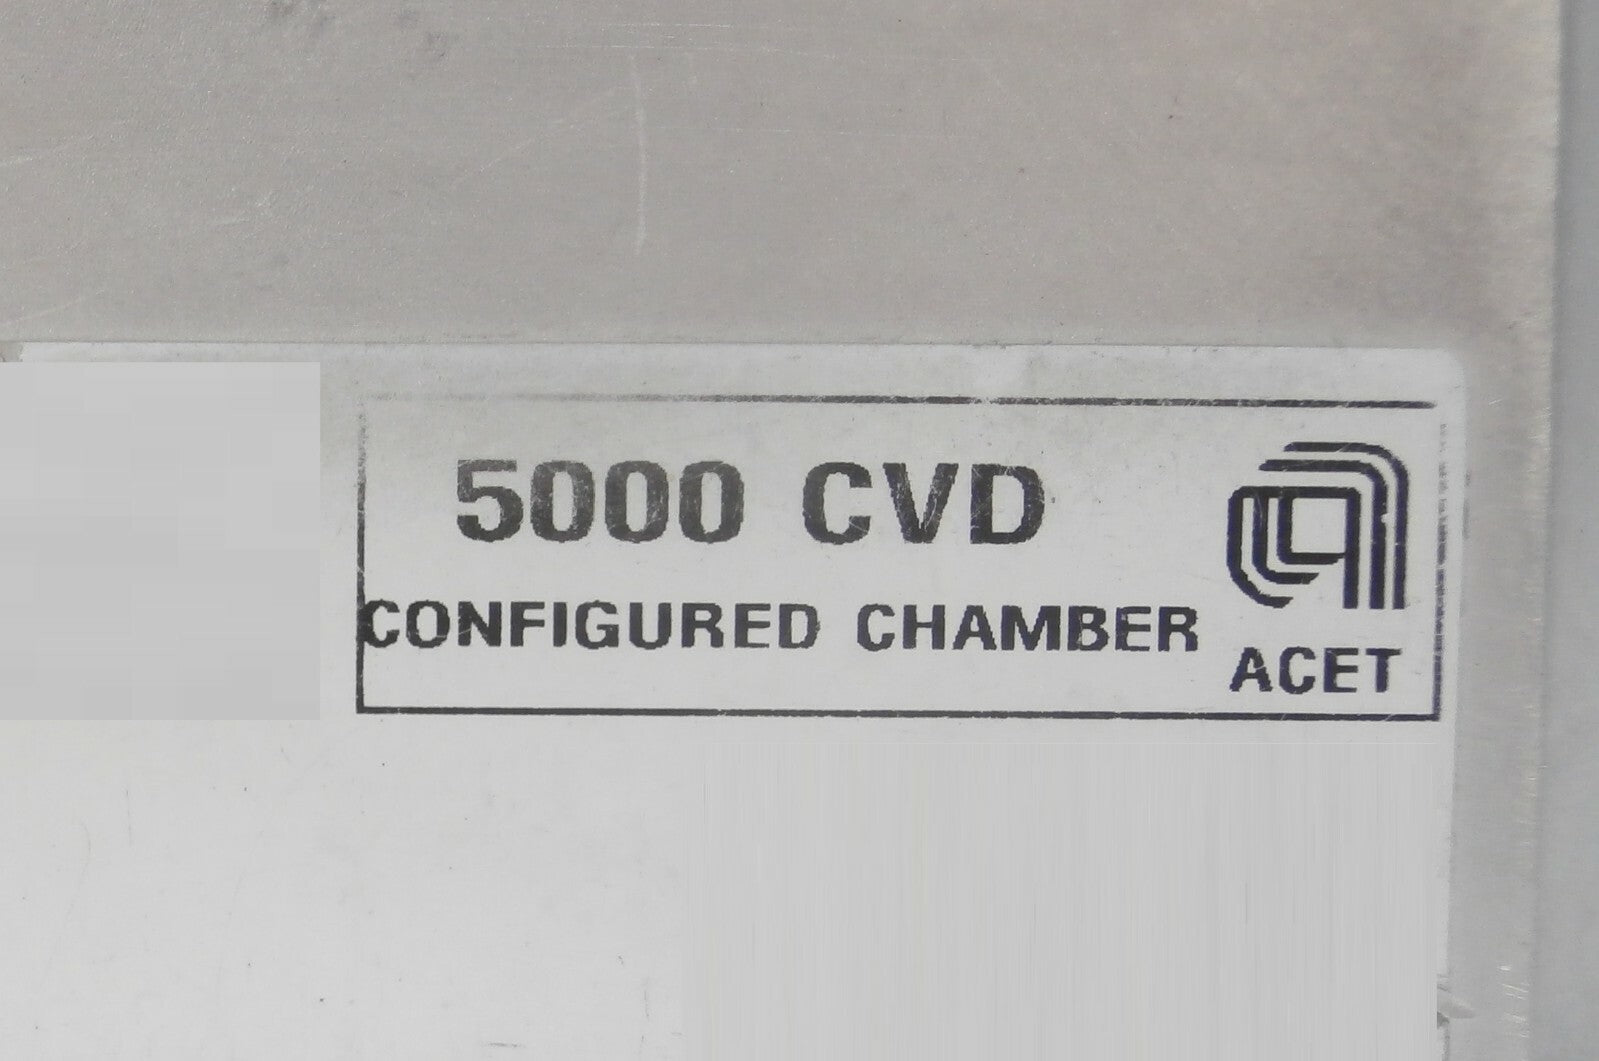 5000 CVD
CONFIGURED CHAMBER
ACET